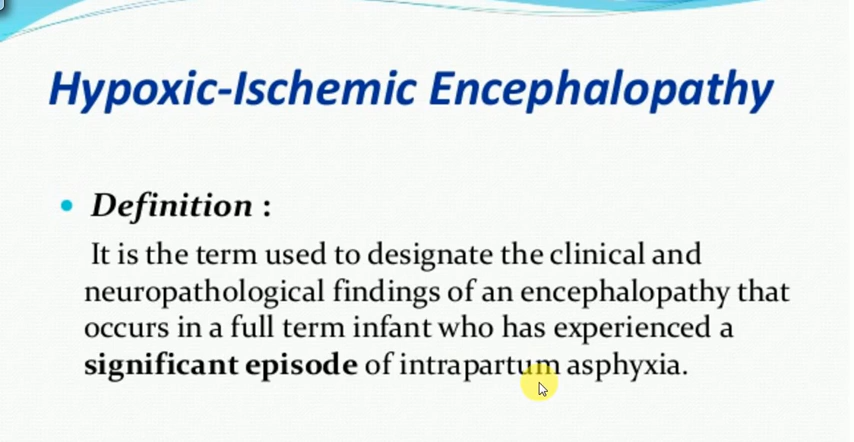 Hypoxic-Ischemic Encephalopathy
• Definition :
It is the term used to designate the clinical and
neuropathological findings of an encephalopathy that
occurs in a full term infant who has experienced a
significant episode of intrapartum asphyxia.